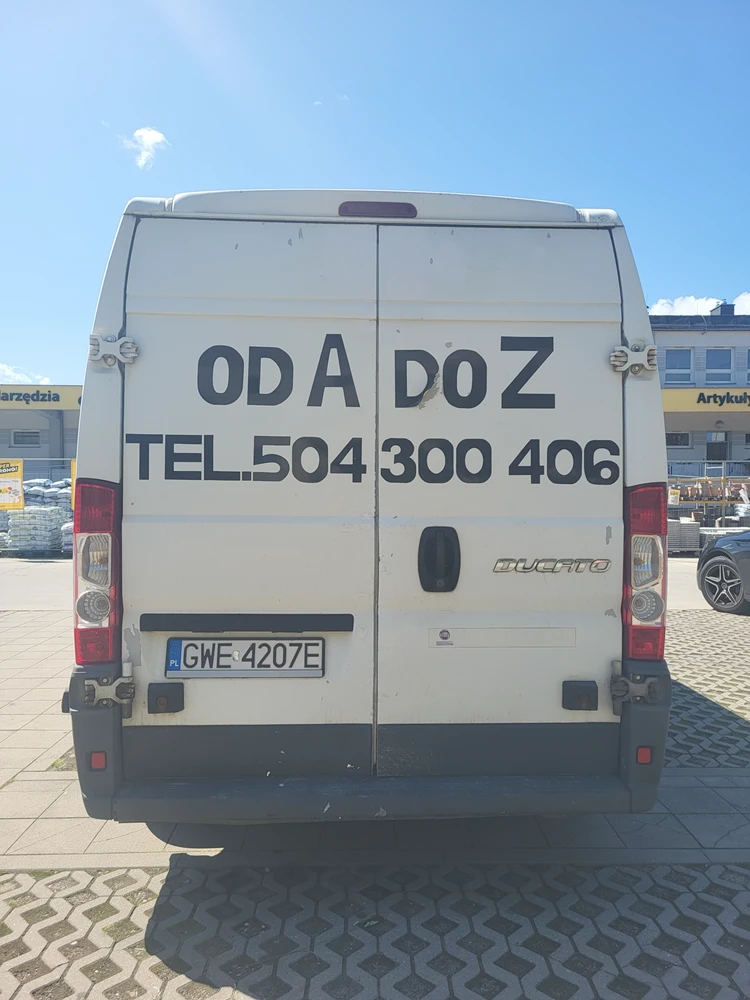 OD A DO Z
TEL.504 300 406
DUCATO
PL GWE 4207E
arzędzia
Artykuły